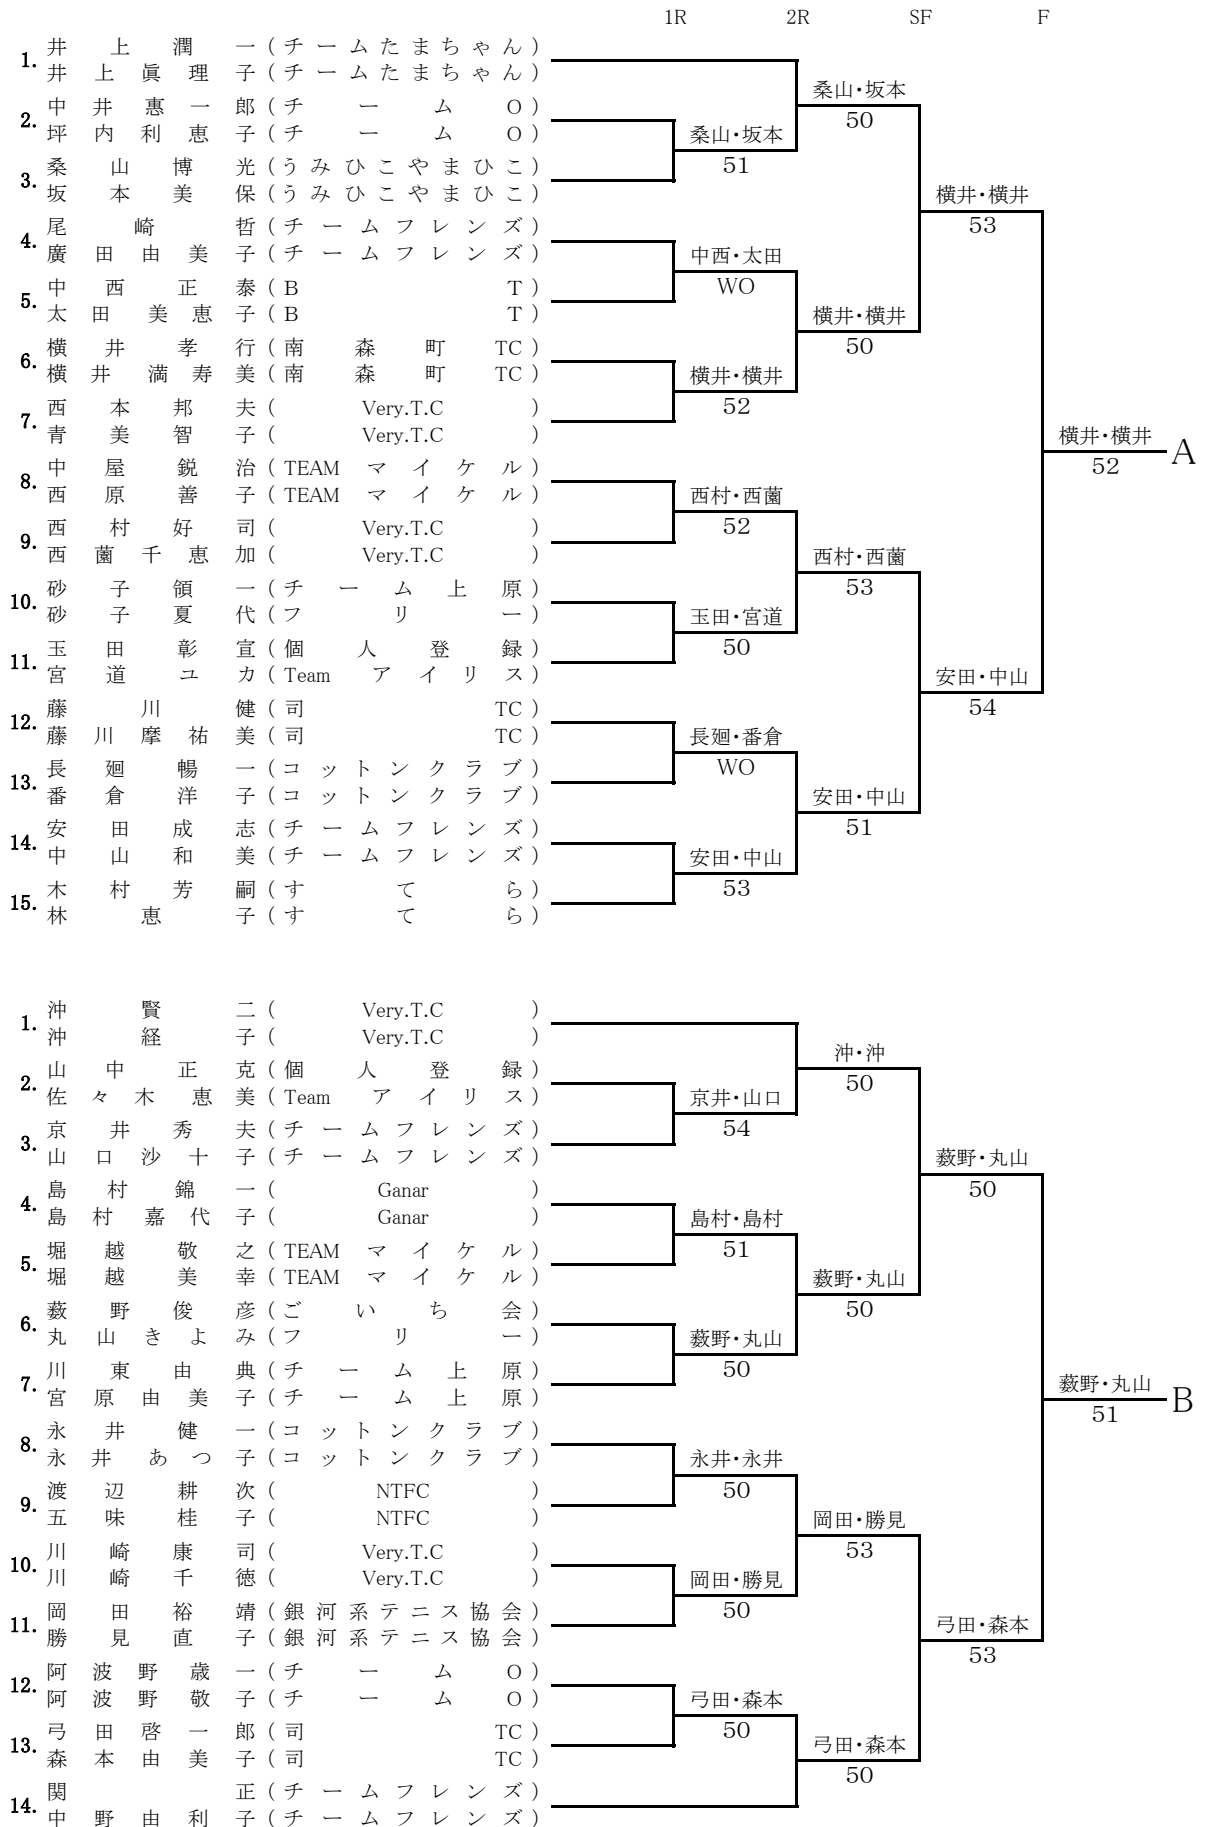 1R 2R SF F
1. 井上潤一(チームたまちゃん)
井上眞理子(チームたまちゃん)
桑山・坂本
50
2. 中井惠一郎(チームO)
坪内利恵子(チームO)
桑山・坂本
51
3. 桑山博光(うみひこやまひこ)
坂本美保(うみひこやまひこ)
横井・横井
53
4. 尾崎哲(チームフレンズ)
廣田由美子(チームフレンズ)
中西・太田
WO
5. 中西正泰(BT)
太田美恵子(BT)
横井・横井
50
6. 横井孝行(南森町TC)
横井満寿美(南森町TC)
横井・横井
52
7. 西本邦夫(Very.T.C)
青美智子(Very.T.C)
横井・横井 A
52
8. 中屋鋭治(TEAMマイケル)
西原善子(TEAMマイケル)
西村・西薗
52
9. 西村好司(Very.T.C)
西薗千恵加(Very.T.C)
西村・西薗
53
10. 砂子領一(チーム上原)
砂子夏代(フリー)
玉田・宮道
50
11. 玉田彰宣(個人登録)
宮道ユカ(Teamアイリス)
安田・中山
54
12. 藤川健(司TC)
藤川摩祐美(司TC)
長廻・番倉
WO
13. 長廻暢一(コットンクラブ)
番倉洋子(コットンクラブ)
安田・中山
51
14. 安田成志(チームフレンズ)
中山和美(チームフレンズ)
安田・中山
53
15. 木村芳嗣(すてら)
林恵子(すてら)
1. 沖賢二(Very.T.C)
沖経子(Very.T.C)
沖・沖
50
2. 山中正克(個人登録)
佐々木恵美(Teamアイリス)
京井・山口
54
3. 京井秀夫(チームフレンズ)
山口沙十子(チームフレンズ)
薮野・丸山
50
4. 島村錦一(Ganar)
島村嘉代子(Ganar)
島村・島村
51
5. 堀越敬之(TEAMマイケル)
堀越美幸(TEAMマイケル)
薮野・丸山
50
6. 薮野俊彦(ごいち会)
丸山きよみ(フリー)
薮野・丸山
50
7. 川東由典(チーム上原)
宮原由美子(チーム上原)
薮野・丸山 B
51
8. 永井健一(コットンクラブ)
永井あつ子(コットンクラブ)
永井・永井
50
9. 渡辺耕次(NTFC)
五味桂子(NTFC)
岡田・勝見
53
10. 川崎康司(Very.T.C)
川崎千徳(Very.T.C)
岡田・勝見
50
11. 岡田裕靖(銀河系テニス協会)
勝見直子(銀河系テニス協会)
弓田・森本
53
12. 阿波野歳一(チームO)
阿波野敬子(チームO)
弓田・森本
50
13. 弓田啓一郎(司TC)
森本由美子(司TC)
弓田・森本
50
14. 関正(チームフレンズ)
中野由利子(チームフレンズ)